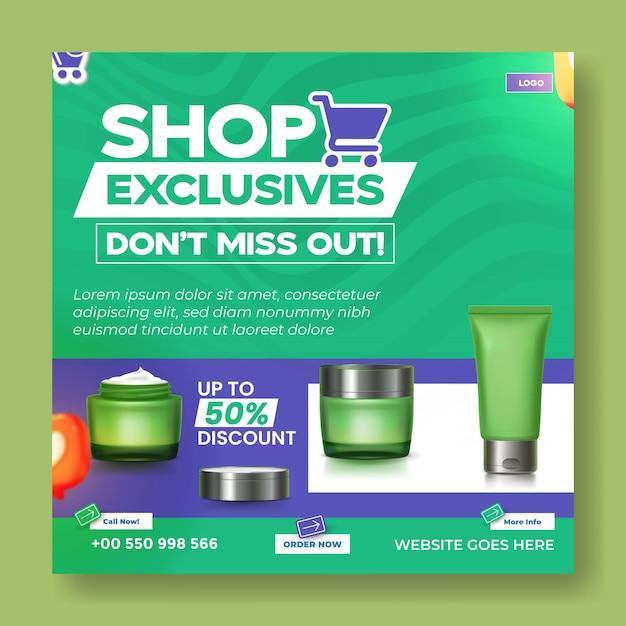 LOGO
SHOP
EXCLUSIVES
DON'T MISS OUT!
Lorem ipsum dolor sit amet, consectetur
adipiscing elit, sed diam nonummy nibh euismod
tincidunt ut laoreet dolore
UP TO
50%
DISCOUNT
Call Now!
+00 550 998 566
ORDER NOW
More Info
WEBSITE GOES HERE